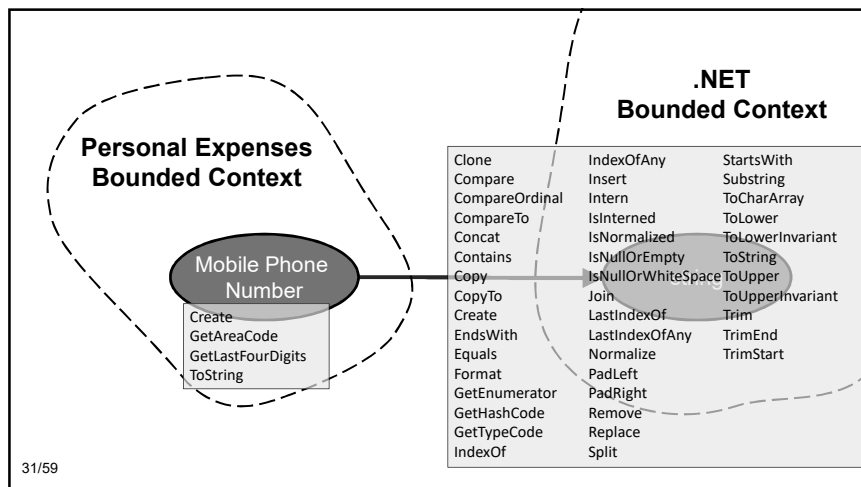 Personal Expenses
Bounded Context
Mobile Phone
Number
Create
GetAreaCode
GetLastFourDigits
ToString
.NET
Bounded Context
String
Clone
Compare
CompareOrdinal
CompareTo
Concat
Contains
Copy
CopyTo
Create
EndsWith
Equals
Format
GetEnumerator
GetHashCode
GetTypeCode
IndexOf
IndexOfAny
Insert
Intern
IsInterned
IsNormalized
IsNullOrEmpty
IsNullOrWhiteSpace
Join
LastIndexOf
LastIndexOfAny
Normalize
PadLeft
PadRight
Remove
Replace
Split
StartsWith
Substring
ToCharArray
ToLower
ToLowerInvariant
ToString
ToUpper
ToUpperInvariant
Trim
TrimEnd
TrimStart
31/59